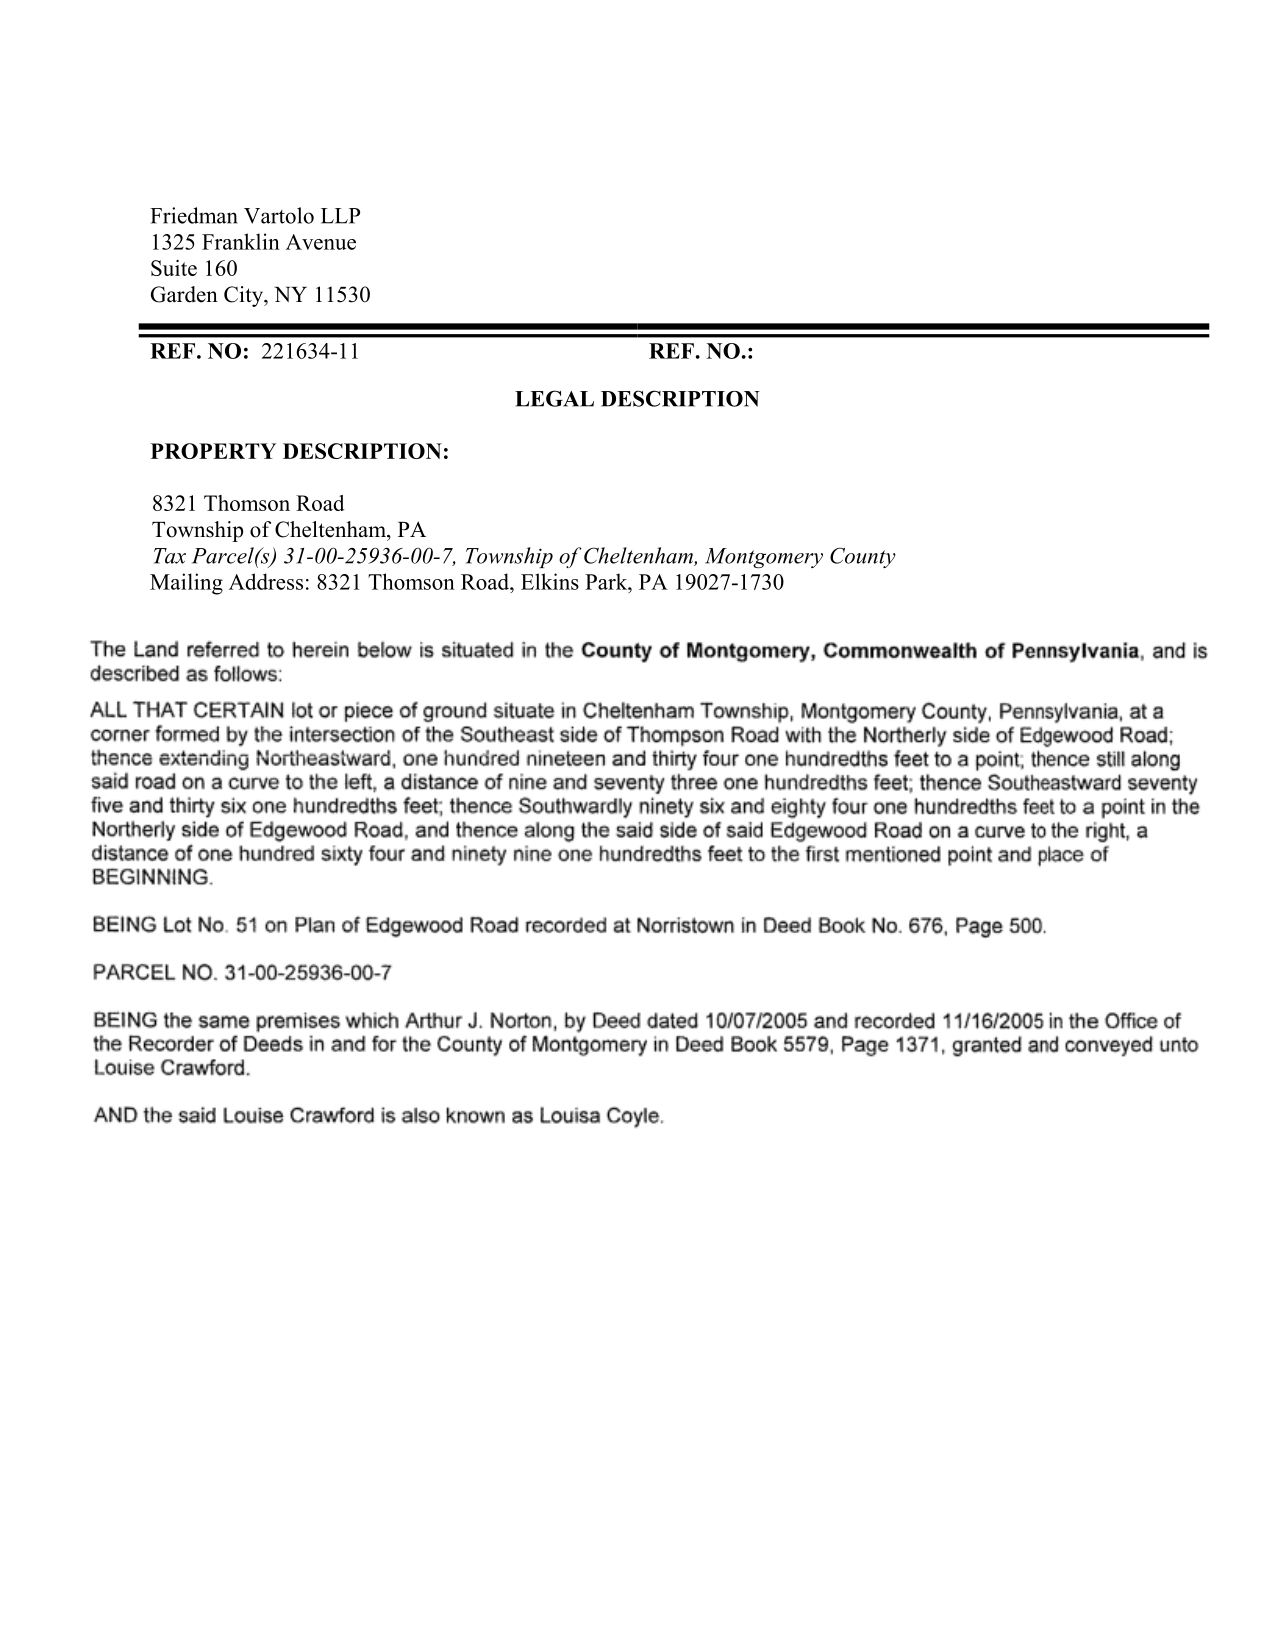 Friedman Vartolo LLP
1325 Franklin Avenue
Suite 160
Garden City, NY 11530
REF. NO: 221634-11 REF. NO.:
LEGAL DESCRIPTION
PROPERTY DESCRIPTION:
8321 Thomson Road
Township of Cheltenham, PA
Tax Parcel(s) 31-00-25936-00-7, Township of Cheltenham, Montgomery County
Mailing Address: 8321 Thomson Road, Elkins Park, PA 19027-1730
The Land referred to herein below is situated in the County of Montgomery, Commonwealth of Pennsylvania, and is
described as follows:
ALL THAT CERTAIN lot or piece of ground situate in Cheltenham Township, Montgomery County, Pennsylvania, at a
corner formed by the intersection of the Southeast side of Thompson Road with the Northerly side of Edgewood Road;
thence extending Northeastward, one hundred nineteen and thirty four one hundredths feet to a point; thence still along
said road on a curve to the left, a distance of nine and seventy three one hundredths feet; thence Southeastward seventy
five and thirty six one hundredths feet; thence Southwardly ninety six and eighty four one hundredths feet to a point in the
Northerly side of Edgewood Road, and thence along the said side of said Edgewood Road on a curve to the right, a
distance of one hundred sixty four and ninety nine one hundredths feet to the first mentioned point and place of
BEGINNING.
BEING Lot No. 51 on Plan of Edgewood Road recorded at Norristown in Deed Book No. 676, Page 500.
PARCEL NO. 31-00-25936-00-7
BEING the same premises which Arthur J. Norton, by Deed dated 10/07/2005 and recorded 11/16/2005 in the Office of
the Recorder of Deeds in and for the County of Montgomery in Deed Book 5579, Page 1371, granted and conveyed unto
Louise Crawford.
AND the said Louise Crawford is also known as Louisa Coyle.